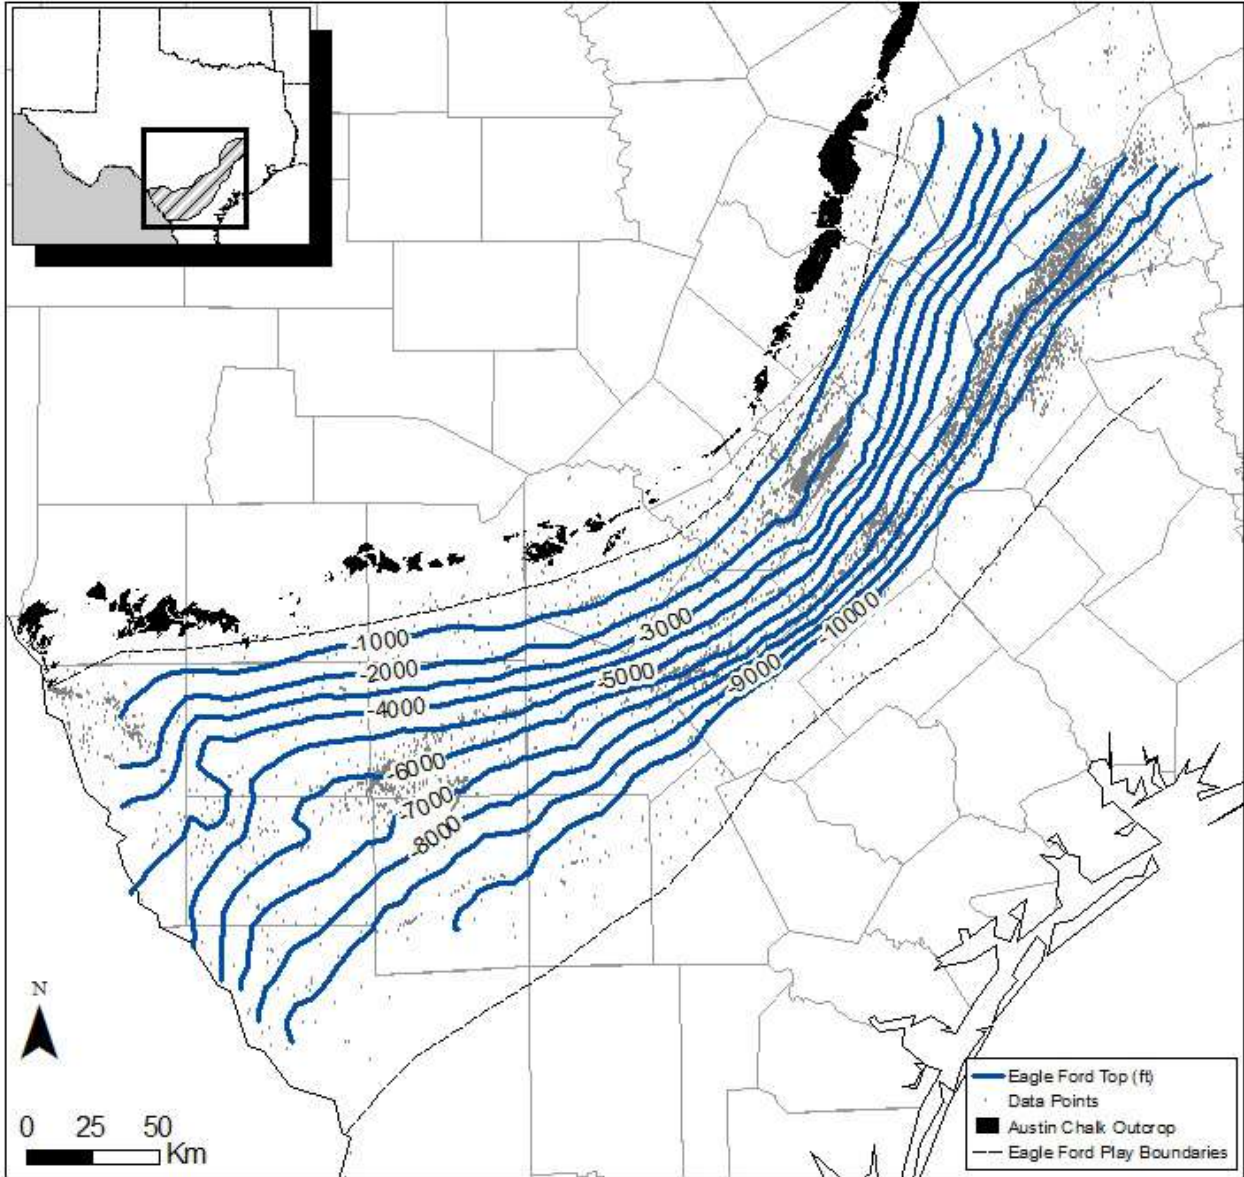 -1000
-2000
-3000
-4000
-5000
-6000
-7000
-8000
-9000
-10000
N
0 25 50
Km
Eagle Ford Top (ft)
Data Points
Austin Chalk Outcrop
Eagle Ford Play Boundaries